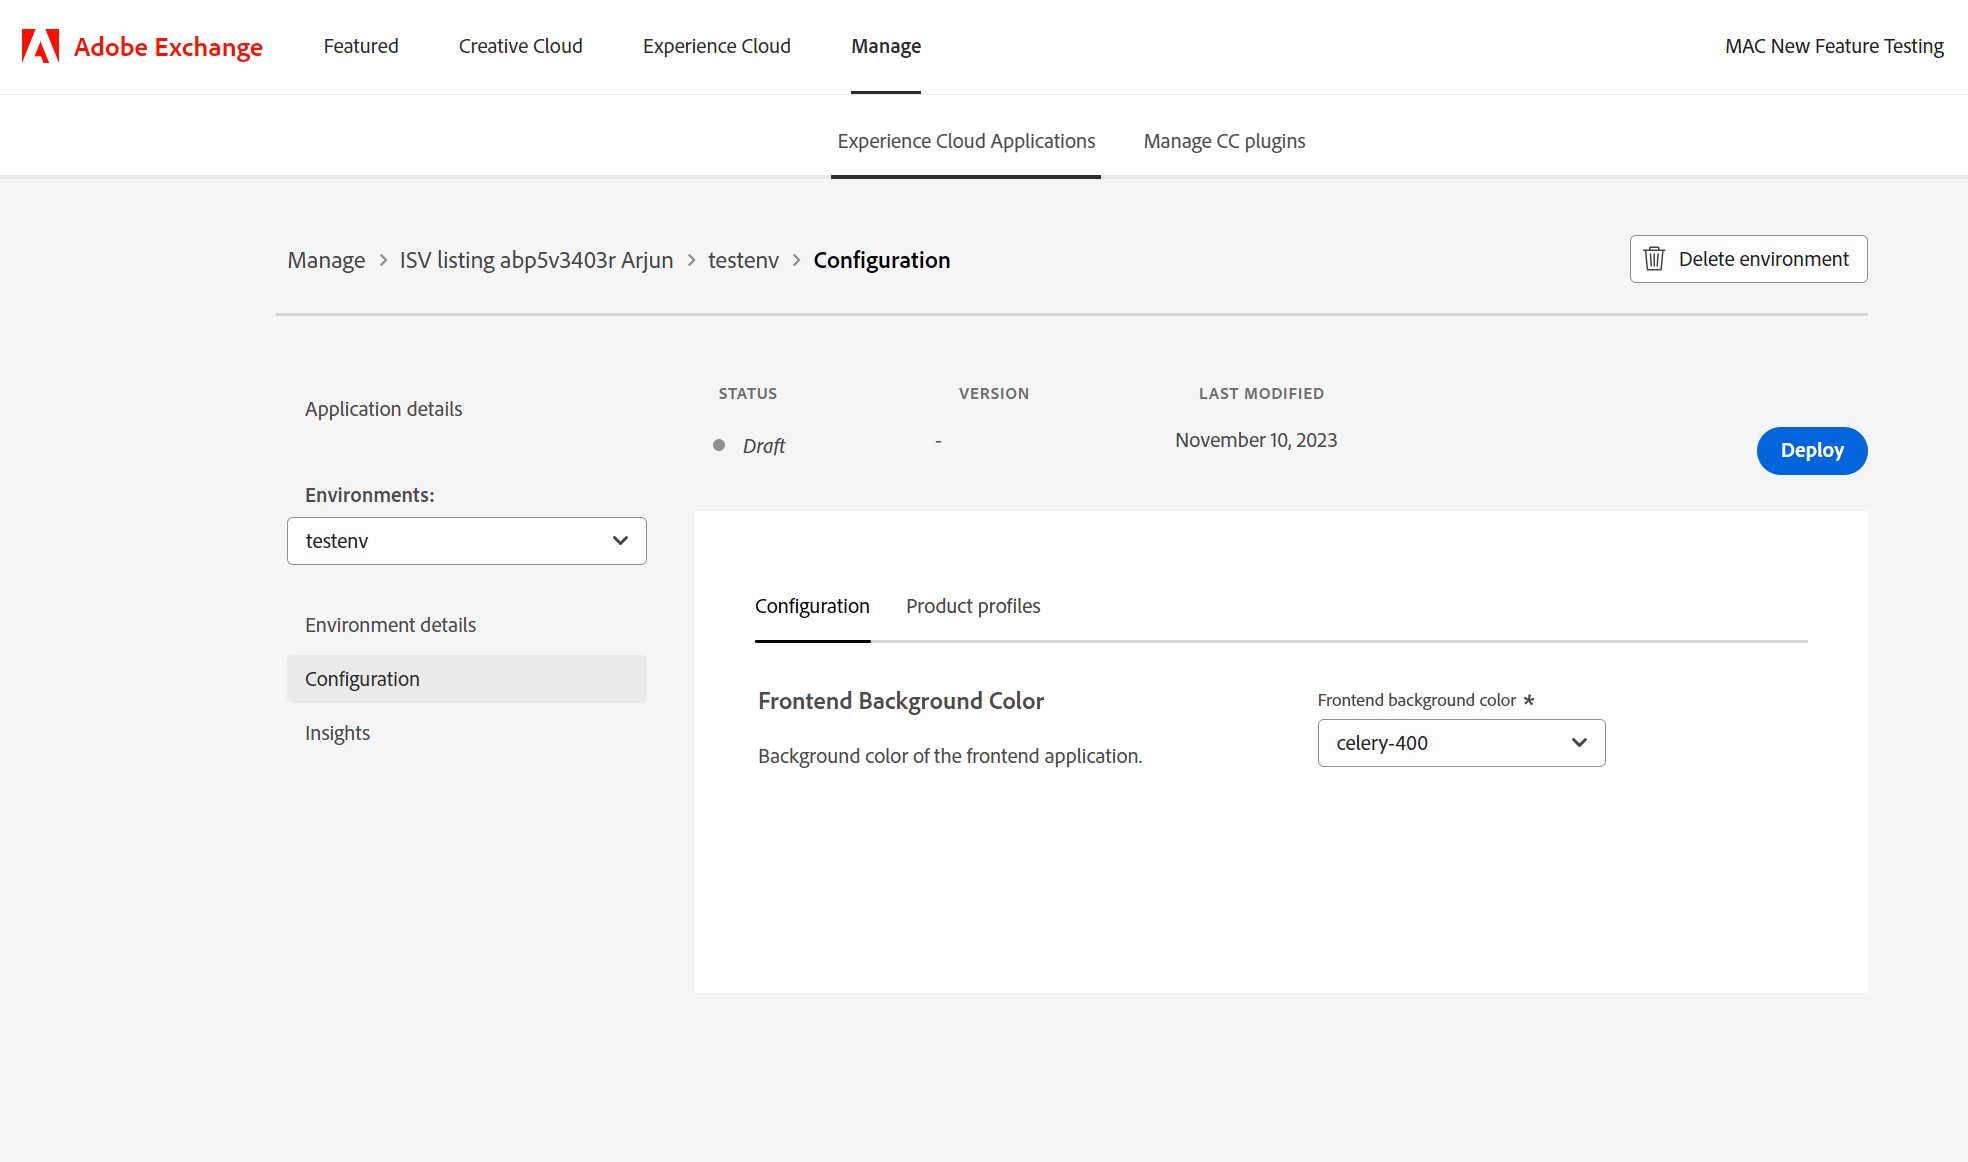 Adobe Exchange Featured Creative Cloud Experience Cloud Manage MAC New Feature Testing
Experience Cloud Applications Manage CC plugins
Manage > ISV listing abp5v3403r Arjun > testenv > Configuration Delete environment
STATUS VERSION LAST MODIFIED
Application details
Draft - November 10, 2023
Deploy
Environments:
testenv
Configuration Product profiles
Environment details
Configuration
Frontend Background Color Frontend background color *
Insights
celery-400
Background color of the frontend application.